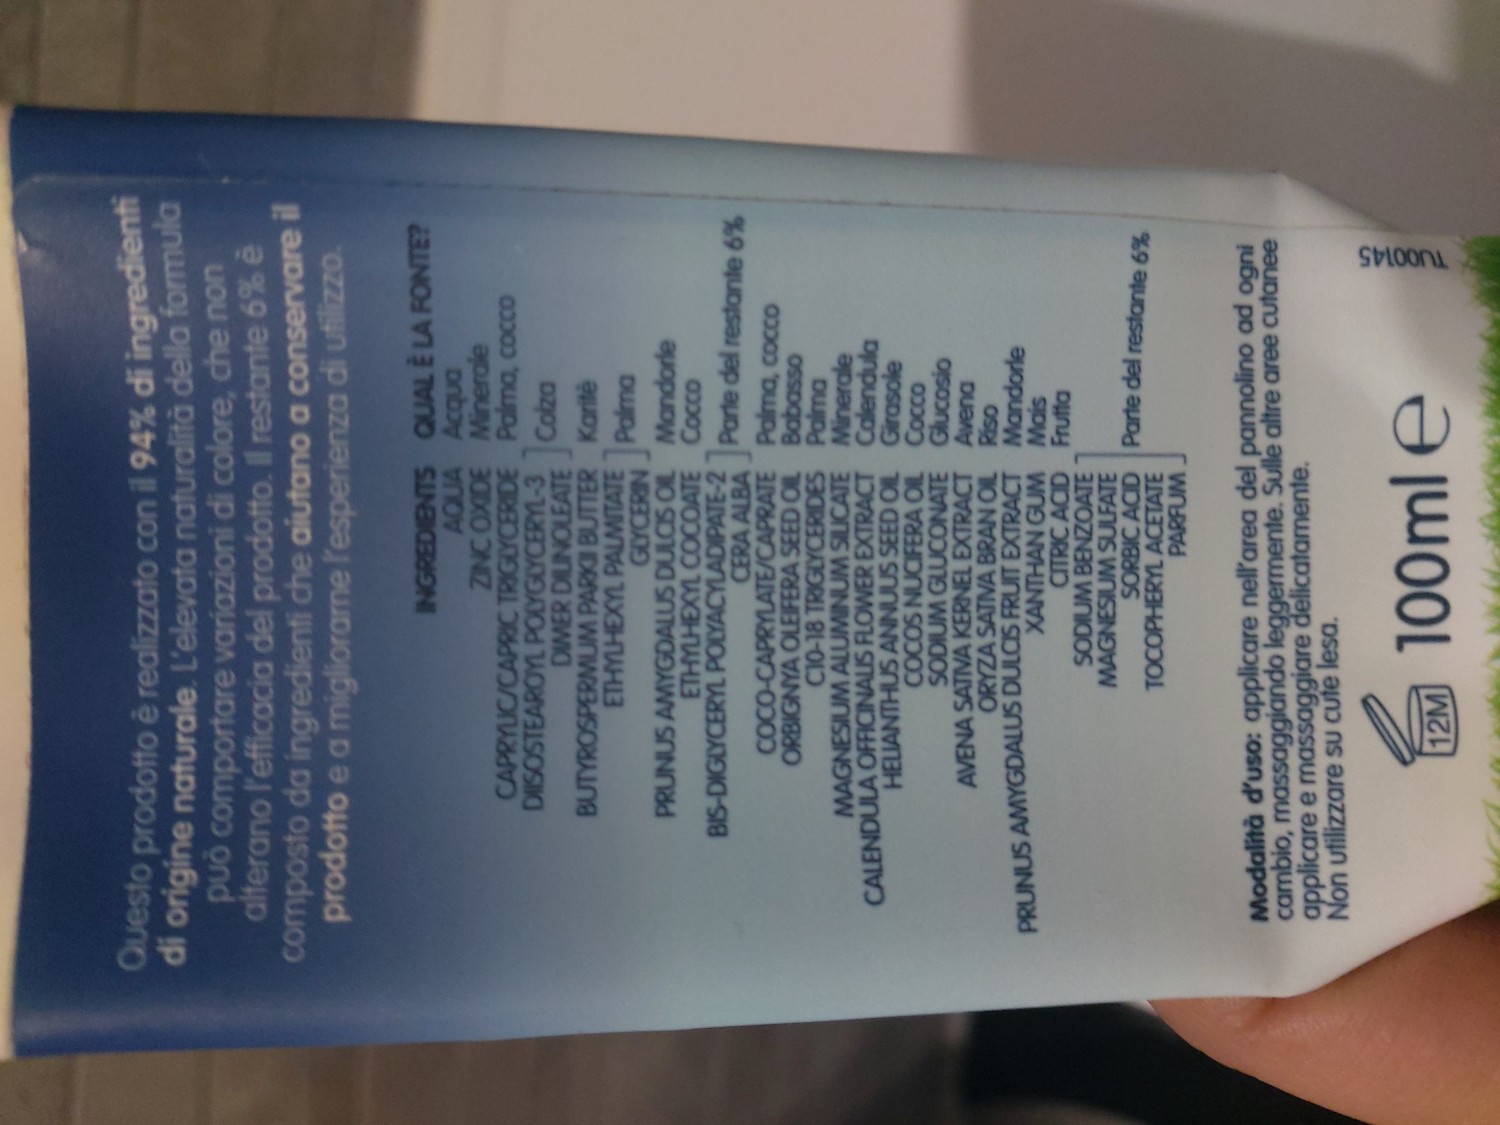 Questo prodotto è realizzato con il 94% di ingredienti
di origine naturale. L'elevata naturalità della formula
può comportare variazioni di colore, che non
alterano l'efficacia del prodotto. Il restante 6% è
composto da ingredienti che aiutano a conservare il
prodotto e a migliorarne l'esperienza di utilizzo.
INGREDIENTS QUAL È LA FONTE?
AQUA Acqua
ZINC OXIDE Minerale
CAPRYLIC/CAPRIC TRIGLYCERIDE Palma, cocco
DIISOSTEAROYL POLYGLYCERYL-3 Colza
DIMER DILINOLEATE
BUTYROSPERMUM PARKII BUTTER Karitè
ETHYLHEXYL PALMITATE Palma
GLYCERIN
PRUNUS AMYGDALUS DULCIS OIL Mandorle
ETHYLHEXYL COCOATE Cocco
BIS-DIGLYCERYL POLYACYLADIPATE-2 Parte del restante 6%
CERA ALBA
COCO-CAPRYLATE/CAPRATE Palma, cocco
ORBIGNYA OLEIFERA SEED OIL Babasso
C10-18 TRIGLYCERIDES Palma
MAGNESIUM ALUMINUM SILICATE Minerale
CALENDULA OFFICINALIS FLOWER EXTRACT Calendula
HELIANTHUS ANNUUS SEED OIL Girasole
COCOS NUCIFERA OIL Cocco
SODIUM GLUCONATE Glucosio
AVENA SATIVA KERNEL EXTRACT Avena
ORYZA SATIVA BRAN OIL Riso
PRUNUS AMYGDALUS DULCIS FRUIT EXTRACT Mandorle
XANTHAN GUM Mais
CITRIC ACID Frutta
SODIUM BENZOATE
MAGNESIUM SULFATE
SORBIC ACID Parte del restante 6%
TOCOPHERYL ACETATE
PARFUM
Modalità d'uso: applicare nell'area del pannolino ad ogni
cambio, massaggiando leggermente. Sulle altre aree cutanee
applicare e massaggiare delicatamente.
Non utilizzare su cute lesa.
12M 100ml e
TU00145